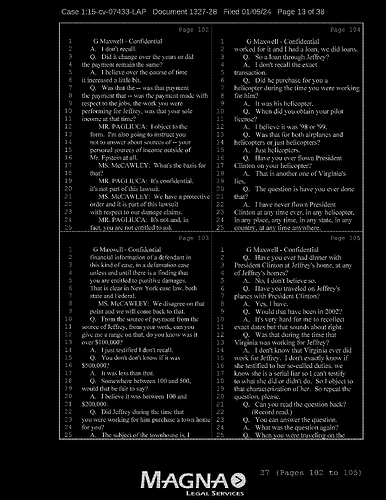 Case 1:15-cv-07433-LAP Document 1327-28 Filed 01/05/24 Page 13 of 38
Page 102
1 G Maxwell - Confidential
2 A. I don't recall.
3 Q. Did it change over the years or did
4 the payment remain the same?
5 A. I believe over the course of time
6 it increased a little bit.
7 Q. Was that the -- was that payment
8 the payment that -- was the payment made with
9 respect to the jobs, the work you were
10 performing for Jeffrey, was that your sole
11 income at that time?
12 MR. PAGLIUCA: I object to the
13 form. I'm also going to instruct you
14 not to answer about sources of -- your
15 personal sources of income outside of
16 Mr. Epstein at all.
17 MS. McCAWLEY: What's the basis for
18 that?
19 MR. PAGLIUCA: It's confidential,
20 it's not part of this lawsuit.
21 MS. McCAWLEY: We have a protective
22 order and it is part of this lawsuit
23 with respect to our damage claims.
24 MR. PAGLIUCA: It's not and, in
25 fact, you are not entitled to ask
Page 103
1 G Maxwell - Confidential
2 financial information of a defendant in
3 this kind of case, in a defamation case
4 unless and until there is a finding that
5 you are entitled to punitive damages.
6 That is clear in New York case law, both
7 state and Federal.
8 MS. McCAWLEY: We disagree on that
9 point and we will come back to that.
10 Q. From the source of payment from the
11 source of Jeffrey, from your work, can you
12 give me a range on that, do you know was it
13 over $100,000?
14 A. I just testified I don't recall.
15 Q. You don't don't know if it was
16 $500,000?
17 A. It was less than that.
18 Q. Somewhere between 100 and 500,
19 would that be fair to say?
20 A. I believe it was between 100 and
21 $200,000.
22 Q. Did Jeffrey during the time that
23 you were working for him purchase a town home
24 for you?
25 A. The subject of the townhouse is, I
Page 104
1 G Maxwell - Confidential
2 worked for it and I had a loan, we did loans.
3 Q. So a loan through Jeffrey?
4 A. I don't recall the exact
5 transaction.
6 Q. Did he purchase for you a
7 helicopter during the time you were working
8 for him?
9 A. It was his helicopter.
10 Q. When did you obtain your pilot
11 license?
12 A. I believe it was '98 or '99.
13 Q. Was that for both airplanes and
14 helicopters or just helicopters?
15 A. Just helicopters.
16 Q. Have you ever flown President
17 Clinton on your helicopter?
18 A. That is another one of Virginia's
19 lies.
20 Q. The question is have you ever done
21 that?
22 A. I have never flown President
23 Clinton at any time ever, in any helicopter,
24 in any place, any time, in any state, in any
25 country, at any time anywhere.
Page 105
1 G Maxwell - Confidential
2 Q. Have you ever had dinner with
3 President Clinton at Jeffrey's home, at any
4 of Jeffrey's homes?
5 A. No, I don't believe so.
6 Q. Have you traveled on Jeffrey's
7 planes with President Clinton?
8 A. Yes, I have.
9 Q. Would that have been in 2002?
10 A. It's very hard for me to recollect
11 exact dates but that sounds about right.
12 Q. Was that during the time that
13 Virginia was working for Jeffrey?
14 A. I don't know that Virginia ever did
15 work for Jeffrey. I don't exactly know if
16 she testified to her so-called duties, we
17 know she is a serial liar so I can't testify
18 to what she did or didn't do. So I object to
19 that characterization of her. So repeat the
20 question, please.
21 Q. Can you read the question back?
22 (Record read.)
23 Q. You can answer the question.
24 A. What was the question again?
25 Q. When you were traveling on the
27 (Pages 102 to 105)
MAGNA
LEGAL SERVICES